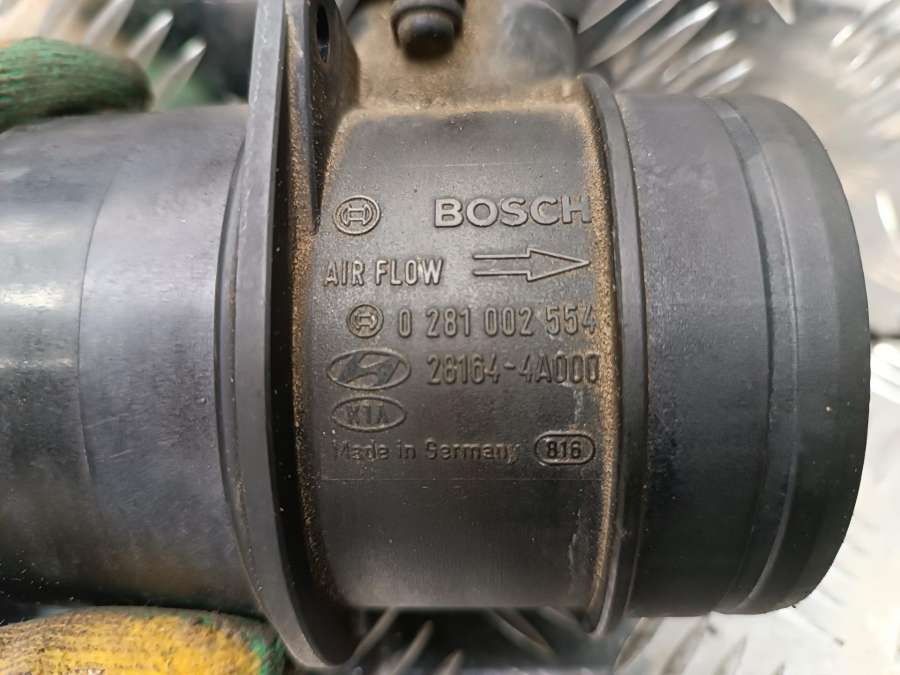 BOSCH
AIR FLOW
0 281 002 554
28164-4A000
KIA
Made in Germany 816